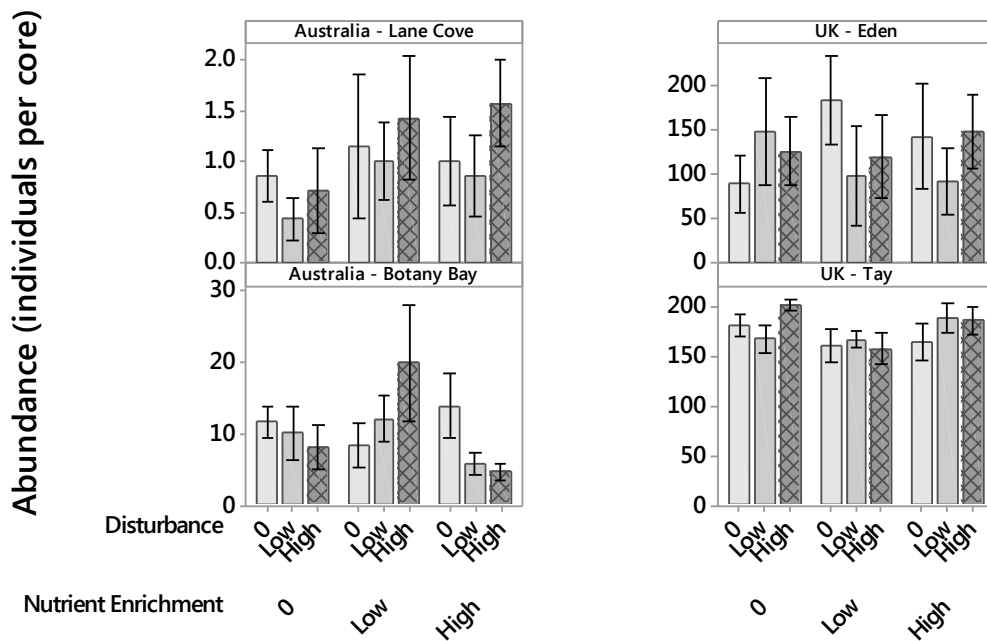 Abundance (individuals per core)
Australia - Lane Cove
2.0
1.5
1.0
0.5
0.0
UK - Eden
200
150
100
50
0
Australia - Botany Bay
30
20
10
0
UK - Tay
200
150
100
50
0
Disturbance
0 Low High 0 Low High 0 Low High
0 Low High 0 Low High 0 Low High
Nutrient Enrichment
0 Low High
0 Low High